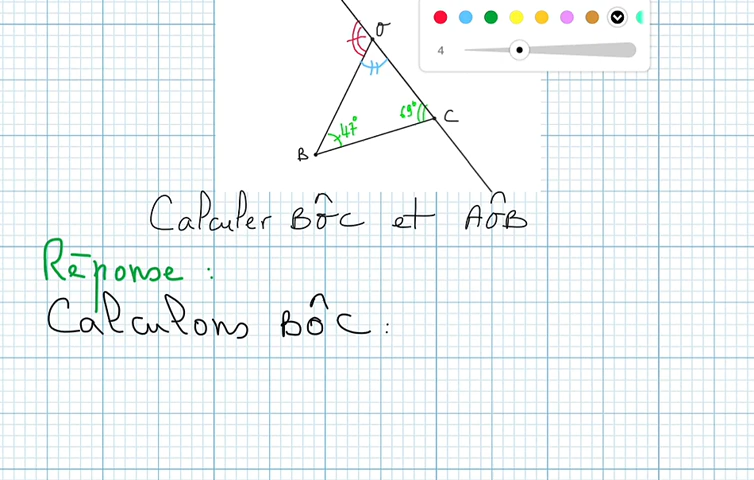 O
4
69°
C
47°
B
Calculer BÔC et AÔB
Réponse :
Calculons BÔC :